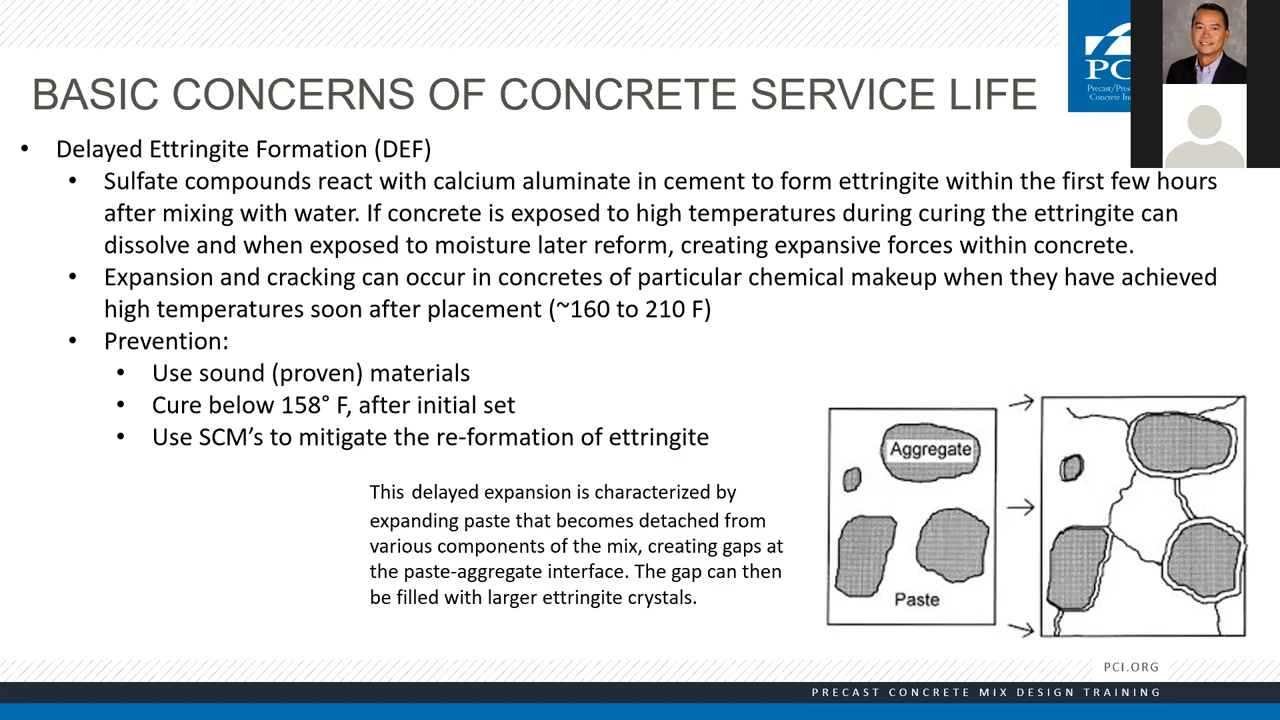 BASIC CONCERNS OF CONCRETE SERVICE LIFE
PC
Precast/Pres
Concrete In
• Delayed Ettringite Formation (DEF)
• Sulfate compounds react with calcium aluminate in cement to form ettringite within the first few hours
after mixing with water. If concrete is exposed to high temperatures during curing the ettringite can
dissolve and when exposed to moisture later reform, creating expansive forces within concrete.
• Expansion and cracking can occur in concretes of particular chemical makeup when they have achieved
high temperatures soon after placement (~160 to 210 F)
• Prevention:
• Use sound (proven) materials
• Cure below 158° F, after initial set
• Use SCM’s to mitigate the re-formation of ettringite
This delayed expansion is characterized by
expanding paste that becomes detached from
various components of the mix, creating gaps at
the paste-aggregate interface. The gap can then
be filled with larger ettringite crystals.
Aggregate
Paste
PCI.ORG
PRECAST CONCRETE MIX DESIGN TRAINING